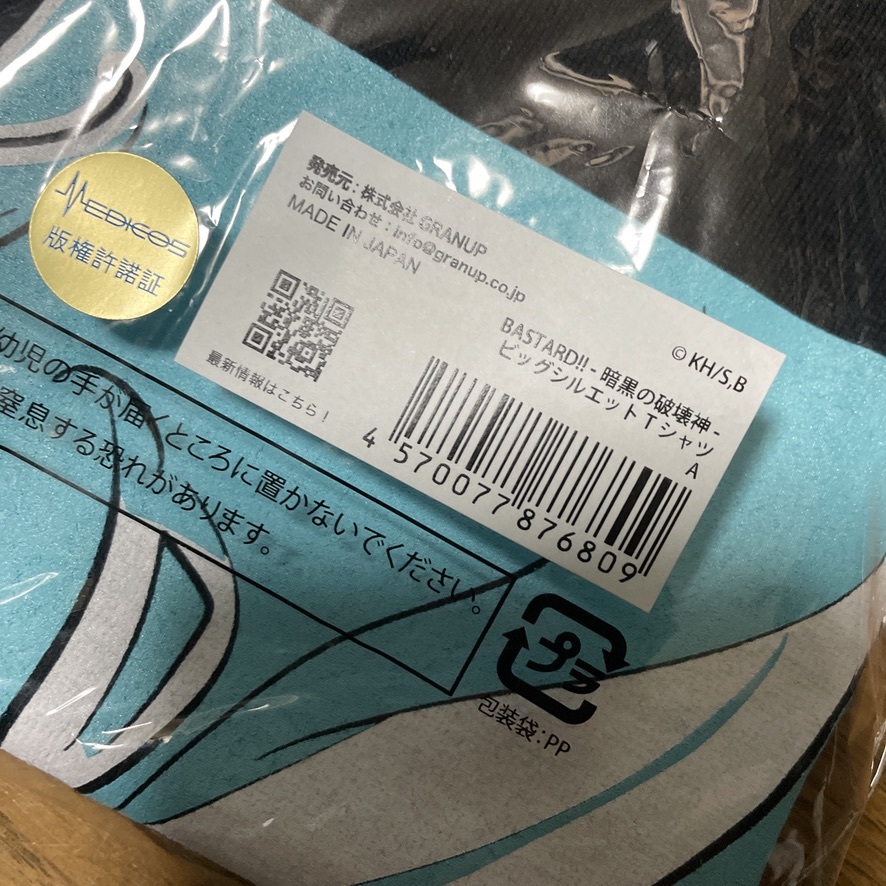 MEDICOS
版権許諾証
発売元：株式会社 GRANUP
お問い合わせ：info@granup.co.jp
MADE IN JAPAN
最新情報はこちら！
© KH/S,B
BASTARD!! - 暗黒の破壊神 -
ビッグシルエット Tシャツ
A
4 570077 876809
幼児の手が届くところに置かないでください。
窒息する恐れがあります。
プラ
包装袋：PP